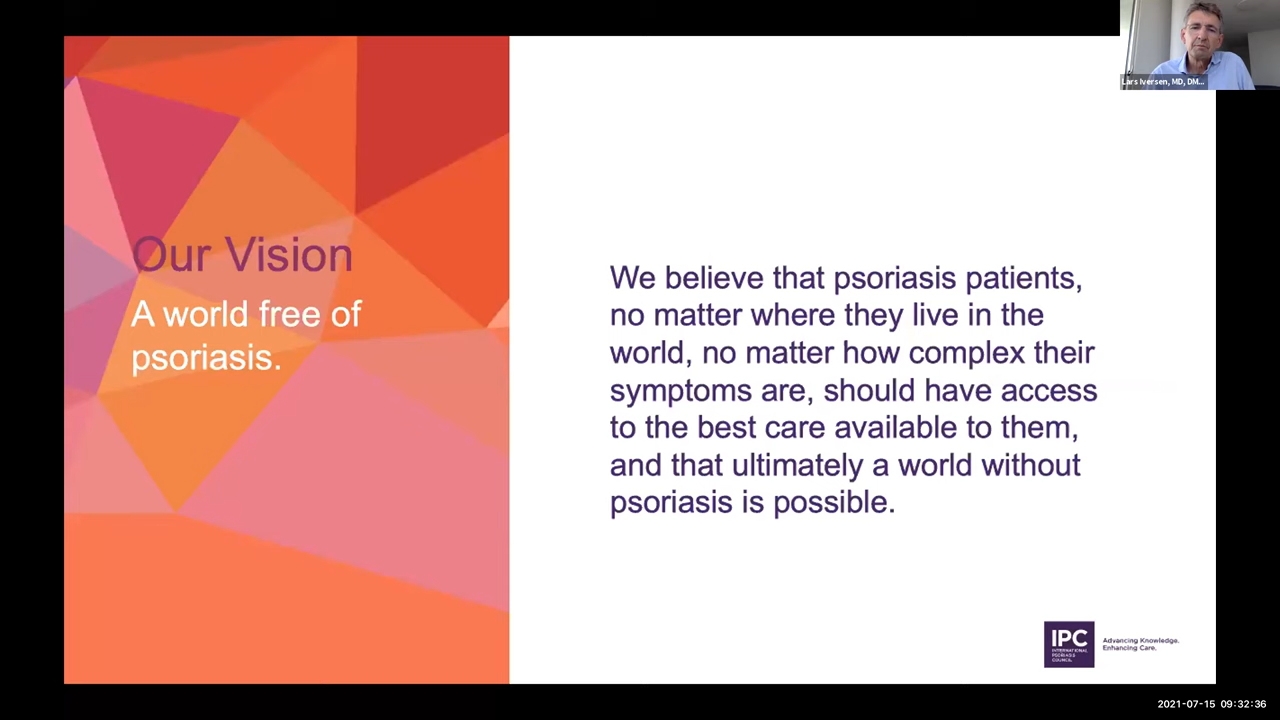 Lars Iversen, MD, DM...
Our Vision
A world free of
psoriasis.
We believe that psoriasis patients,
no matter where they live in the
world, no matter how complex their
symptoms are, should have access
to the best care available to them,
and that ultimately a world without
psoriasis is possible.
IPC
INTERNATIONAL
PSORIASIS
COUNCIL
Advancing Knowledge.
Enhancing Care.
2021-07-15 09:32:36